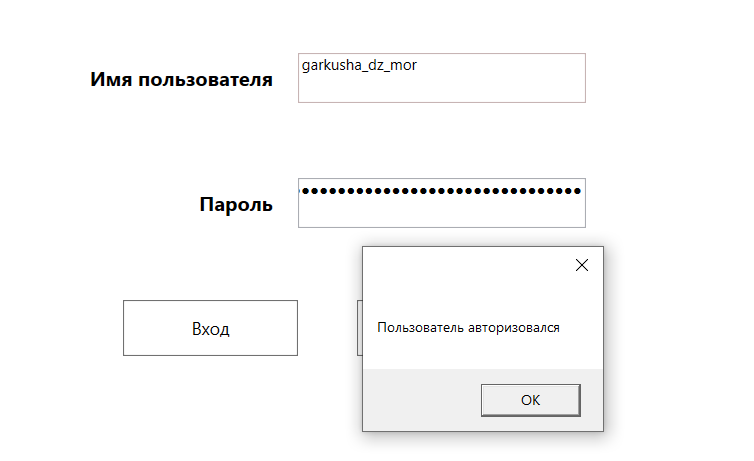 Имя пользователя
garkusha_dz_mor
Пароль
••••••••••••••••••••••••••••••••
Вход
Пользователь авторизовался
OK